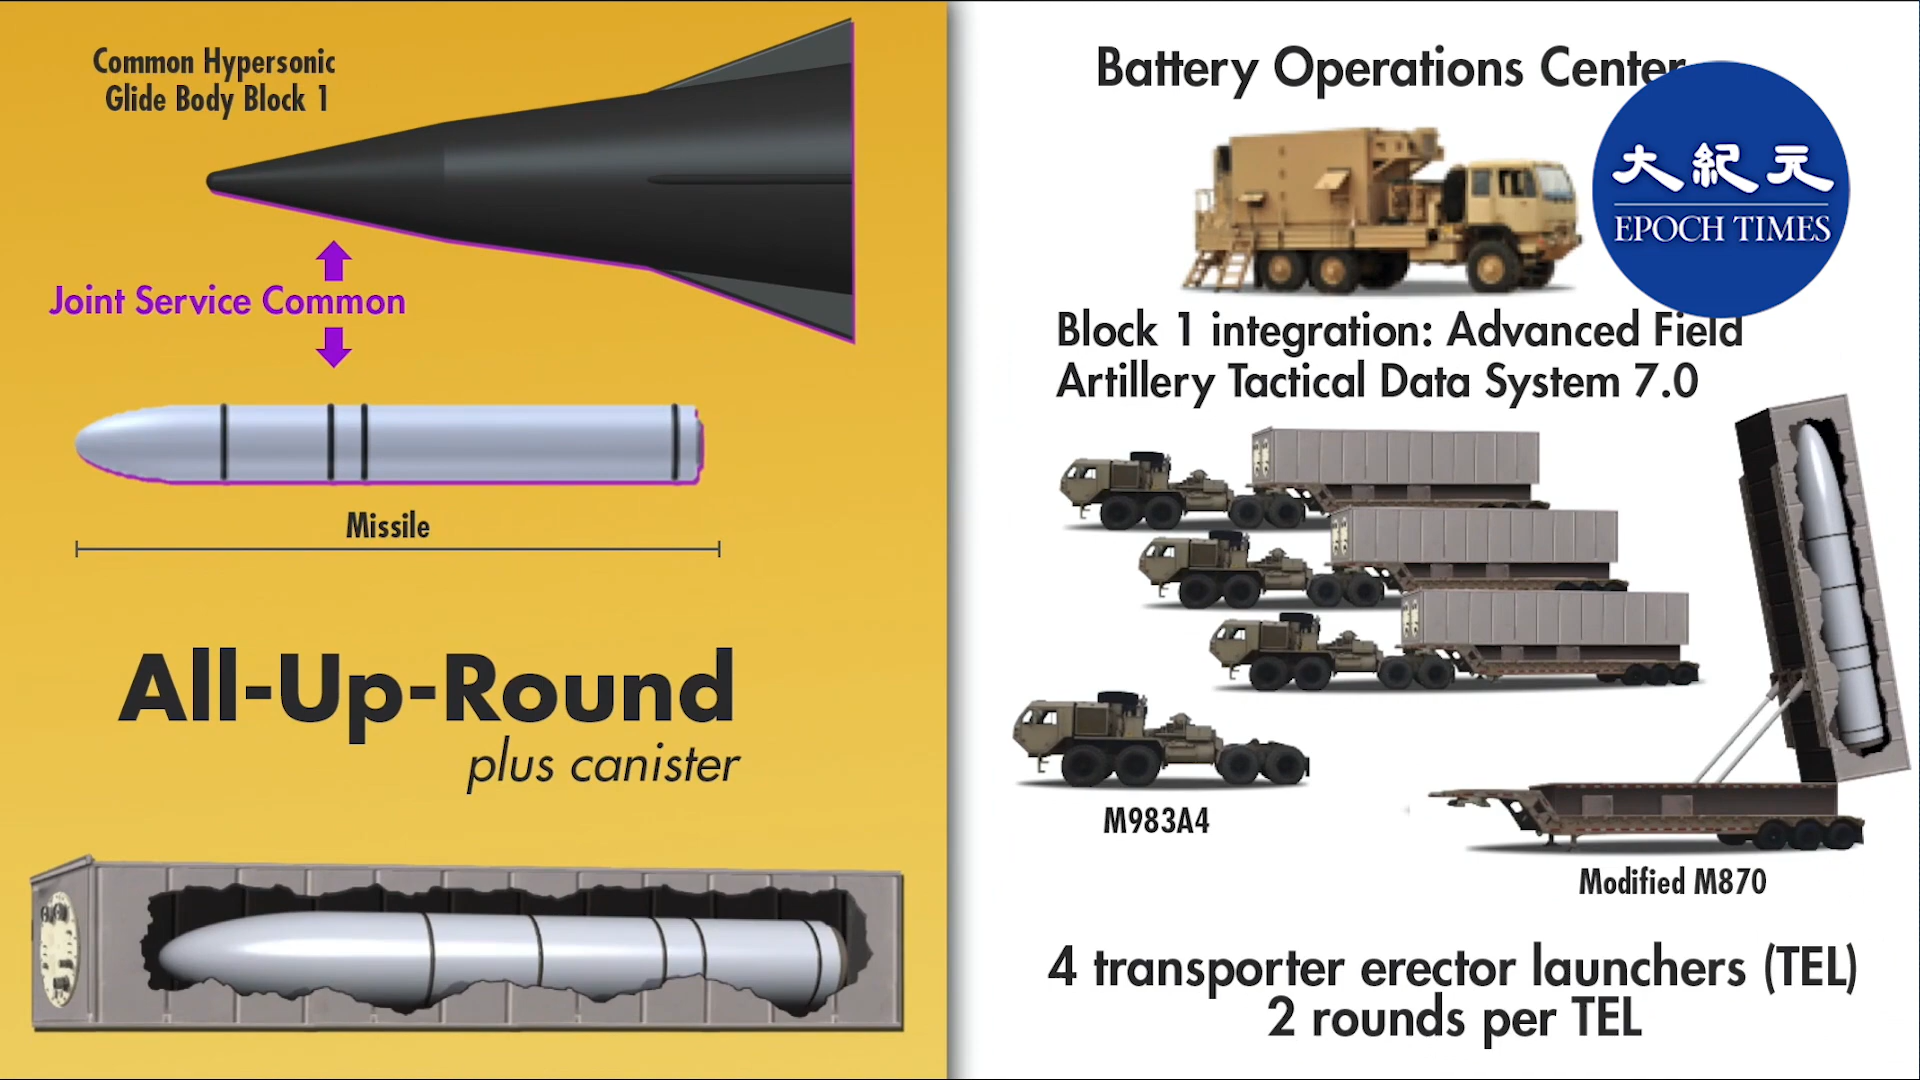 Common Hypersonic
Glide Body Block 1
Joint Service Common
Missile
All-Up-Round
plus canister
Battery Operations Center
大紀元
EPOCH TIMES
Block 1 integration: Advanced Field
Artillery Tactical Data System 7.0
M983A4
Modified M870
4 transporter erector launchers (TEL)
2 rounds per TEL